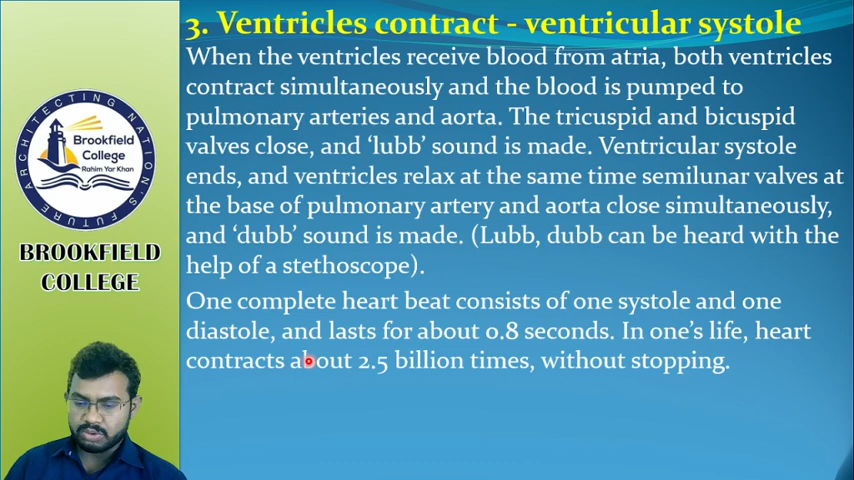 3. Ventricles contract - ventricular systole
When the ventricles receive blood from atria, both ventricles
contract simultaneously and the blood is pumped to
pulmonary arteries and aorta. The tricuspid and bicuspid
valves close, and ‘lubb’ sound is made. Ventricular systole
ends, and ventricles relax at the same time semilunar valves at
the base of pulmonary artery and aorta close simultaneously,
and ‘dubb’ sound is made. (Lubb, dubb can be heard with the
help of a stethoscope).
One complete heart beat consists of one systole and one
diastole, and lasts for about 0.8 seconds. In one’s life, heart
contracts about 2.5 billion times, without stopping.
ARCHITECTING NATION'S FUTURE
Brookfield
College
Rahim Yar Khan
BROOKFIELD
COLLEGE